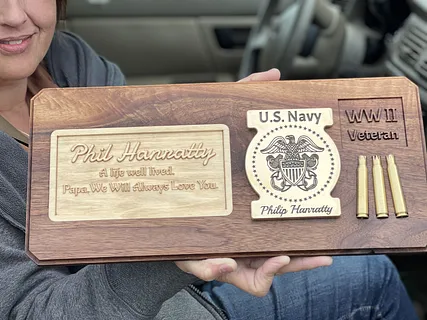 Phil Hanratty
A life well lived.
Papa, We Will Always Love You.
U.S. Navy
Philip Hanratty
WW II
Veteran